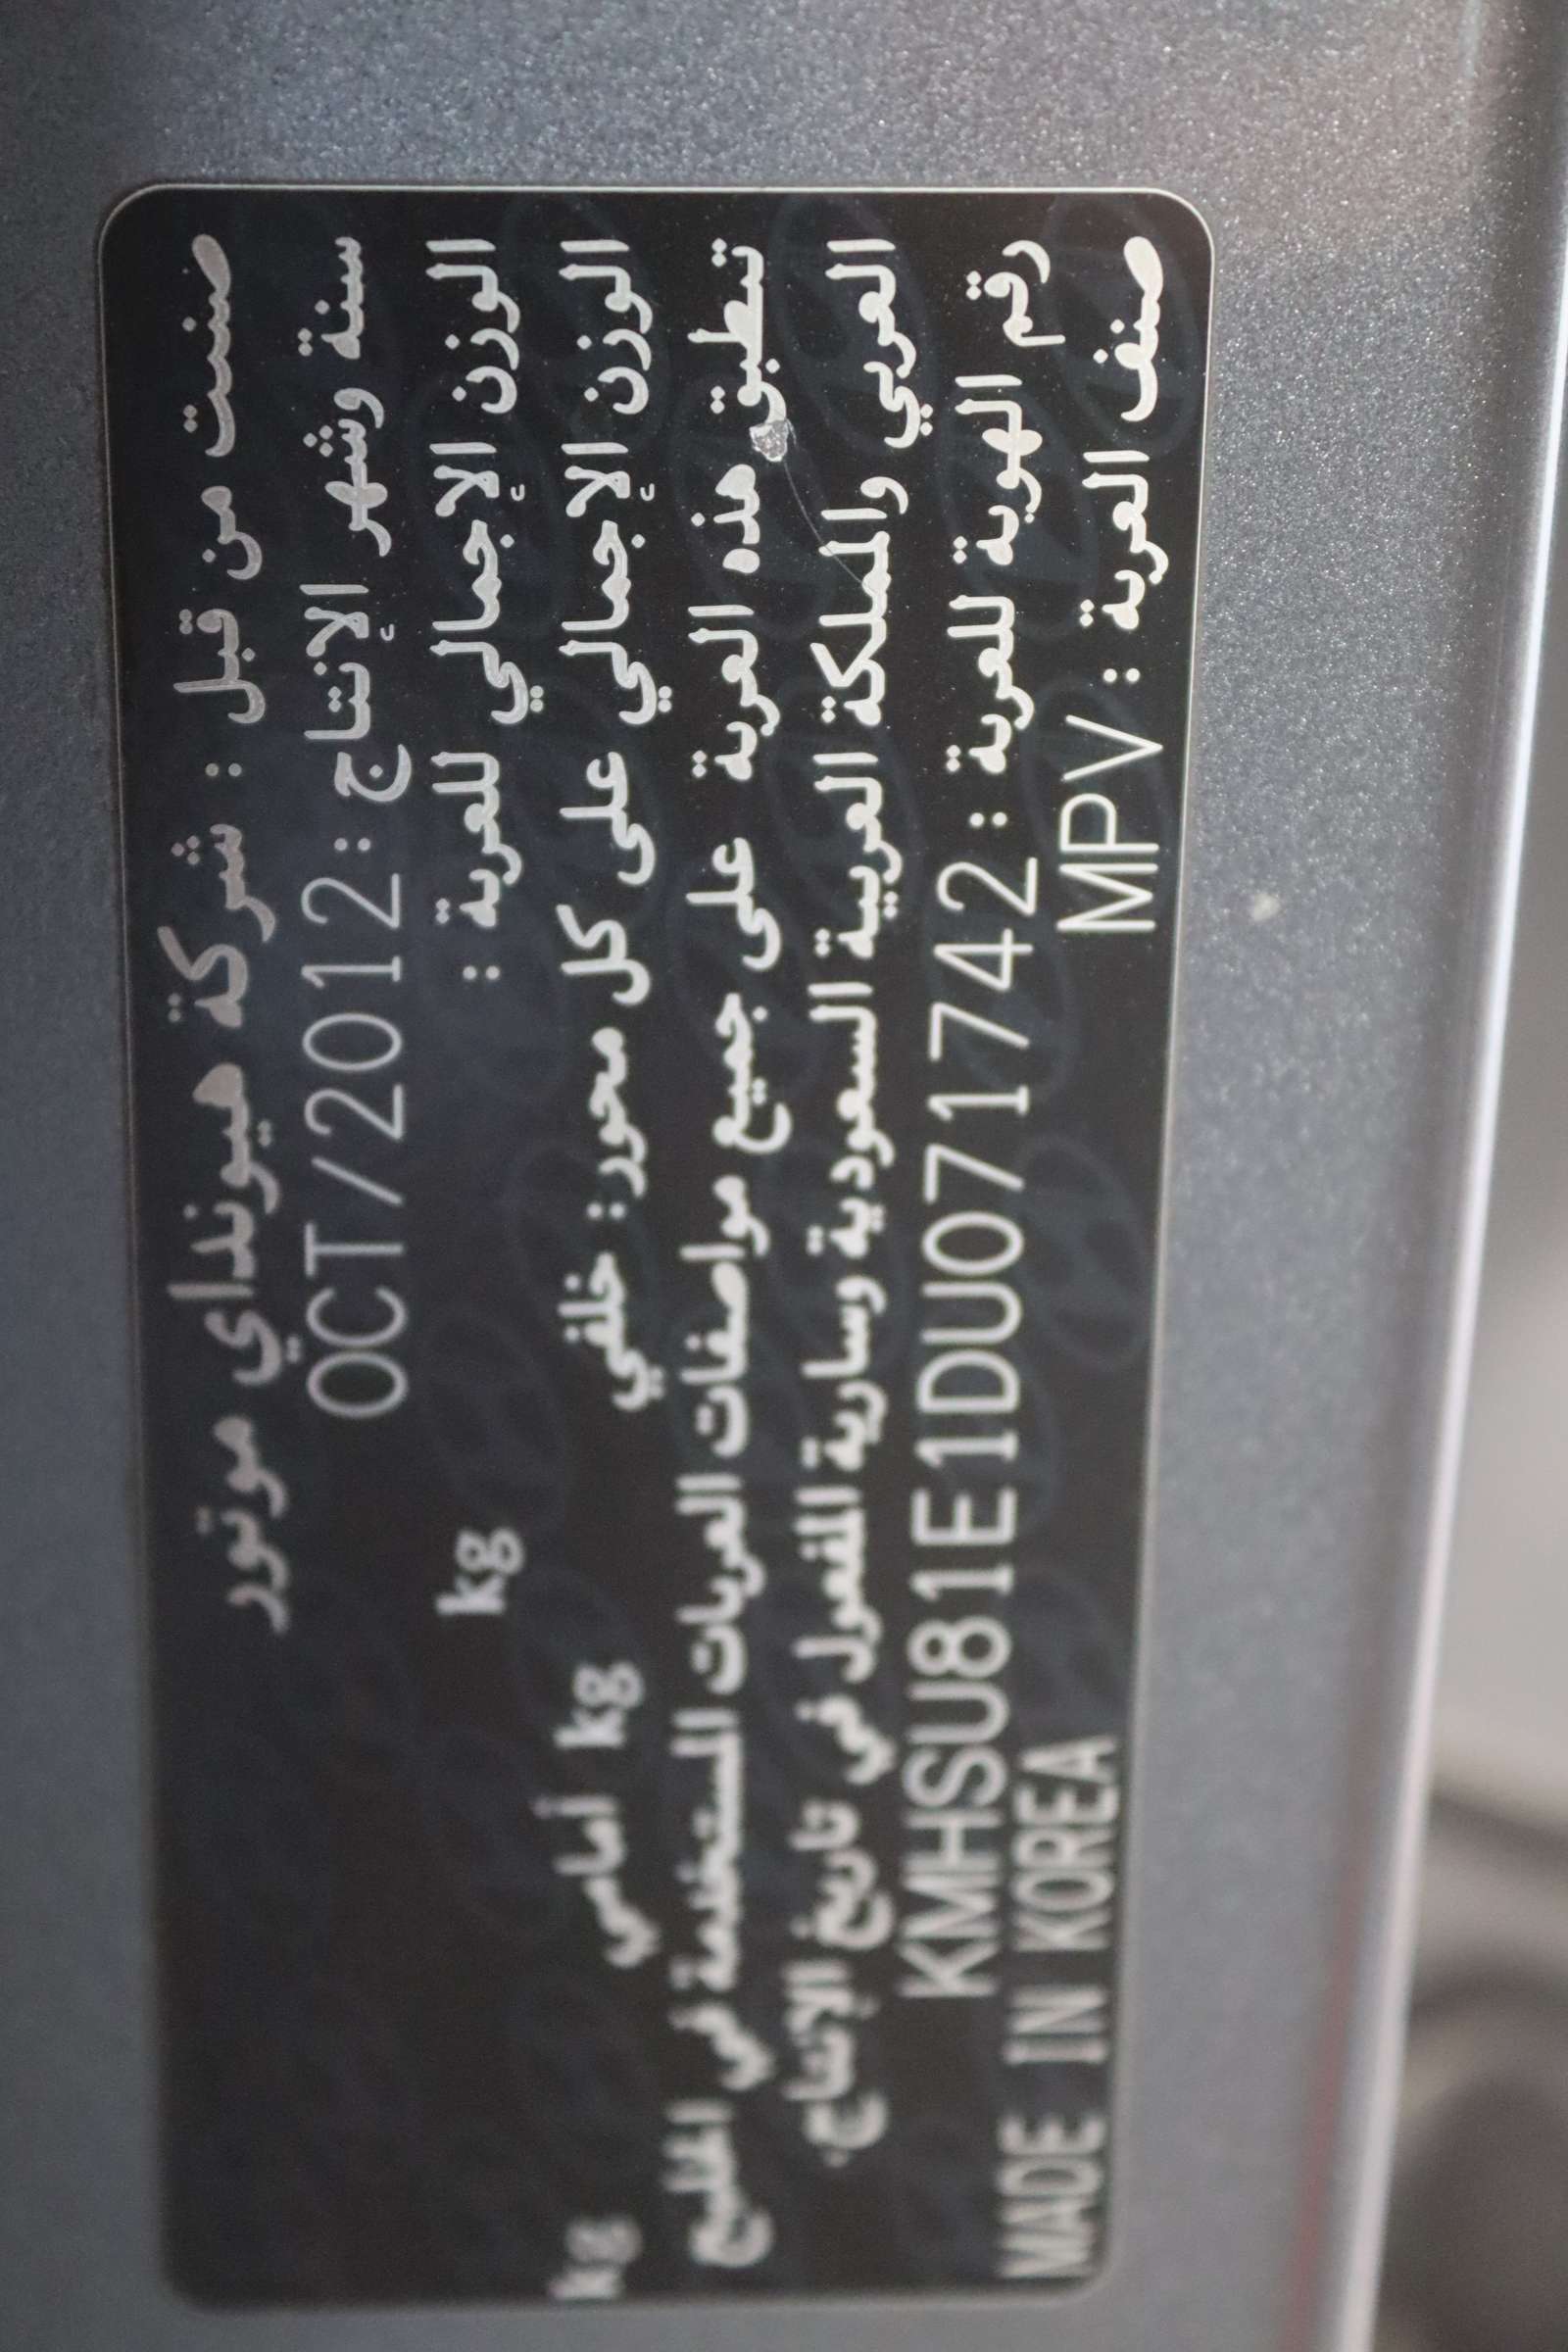 صنعت من قبل : شركة هيونداي موتور
سنة وشهر الإنتاج : OCT/2012
الوزن الإجمالي للعربة : kg
الوزن الإجمالي على كل محور: خلفي kg أمامي kg
تنطبق هذه العربة على جميع مواصفات العربات المستخدمة في الخليج
العربي والمملكة العربية السعودية وسارية المفعول في تاريخ الإنتاج.
رقم الهوية للعربة : KMHSU81E1DU071742
صنف العربة : MPV MADE IN KOREA